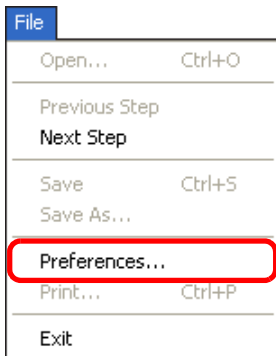 File
Open... Ctrl+O
Previous Step
Next Step
Save Ctrl+S
Save As...
Preferences...
Print... Ctrl+P
Exit